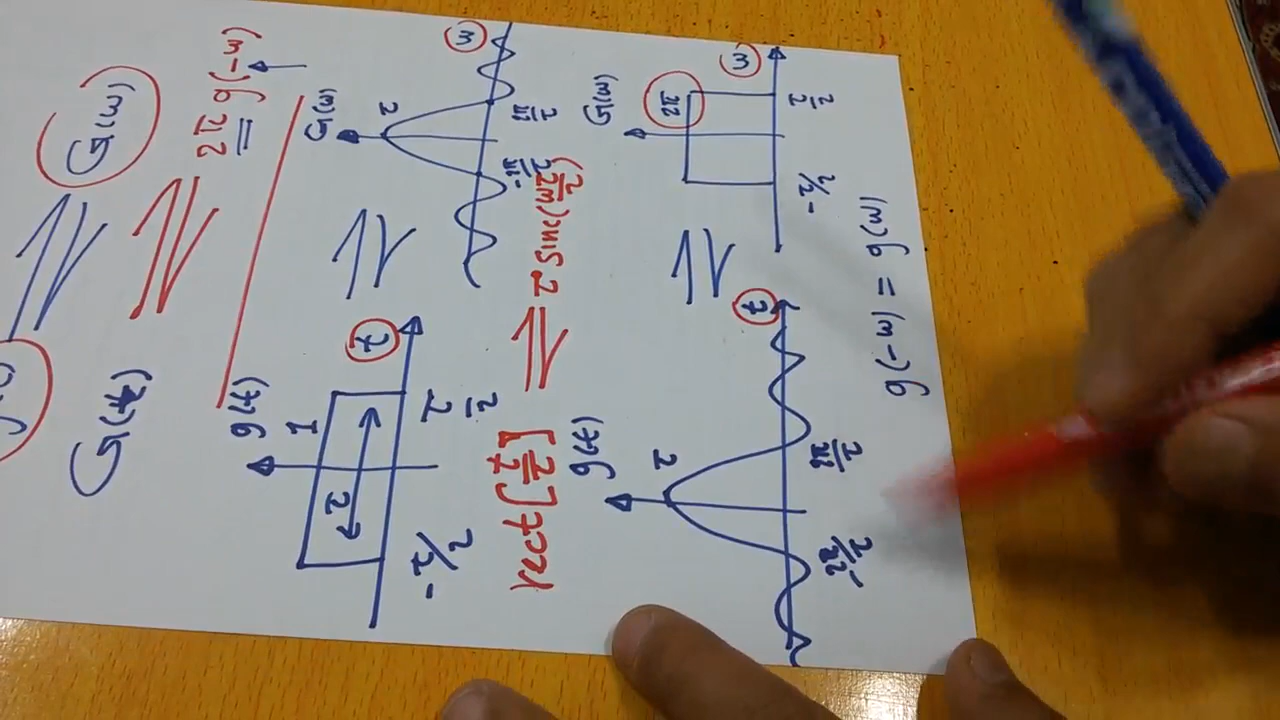 ⇌ G(ω)
G(t) ⇌ 2π g(-ω)
g(t)
G(ω)
1
τ
τ
t
ω
-τ/2
τ/2
-2π/τ
2π/τ
rect[t/τ] ⇌ τ sinc(ωτ/2)
g(t)
G(ω)
τ
2π
t
ω
-2π/τ
2π/τ
-τ/2
τ/2
g(-ω) = g(ω)